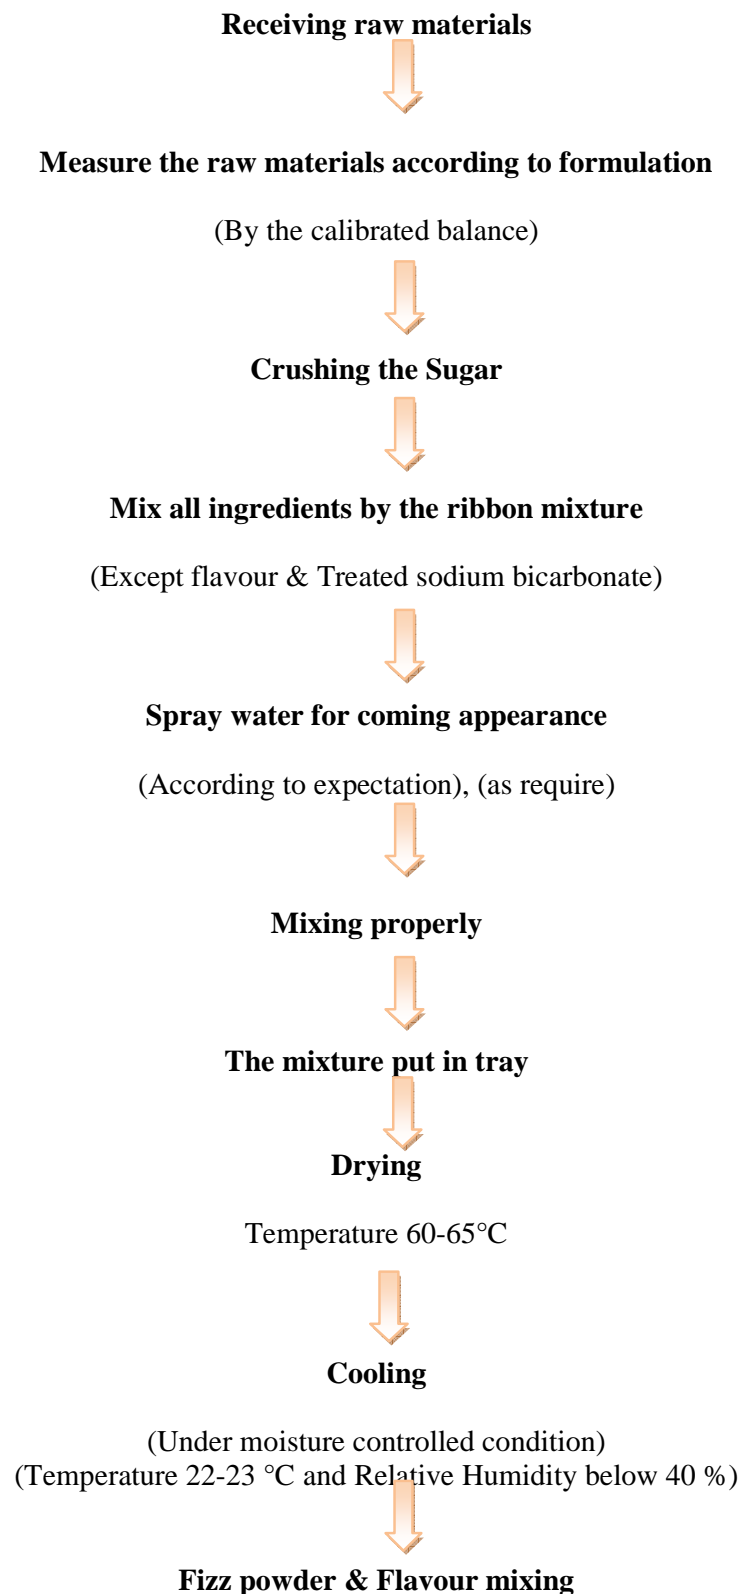 Receiving raw materials
Measure the raw materials according to formulation
(By the calibrated balance)
Crushing the Sugar
Mix all ingredients by the ribbon mixture
(Except flavour & Treated sodium bicarbonate)
Spray water for coming appearance
(According to expectation), (as require)
Mixing properly
The mixture put in tray
Drying
Temperature 60-65°C
Cooling
(Under moisture controlled condition)
(Temperature 22-23 °C and Relative Humidity below 40 %)
Fizz powder & Flavour mixing